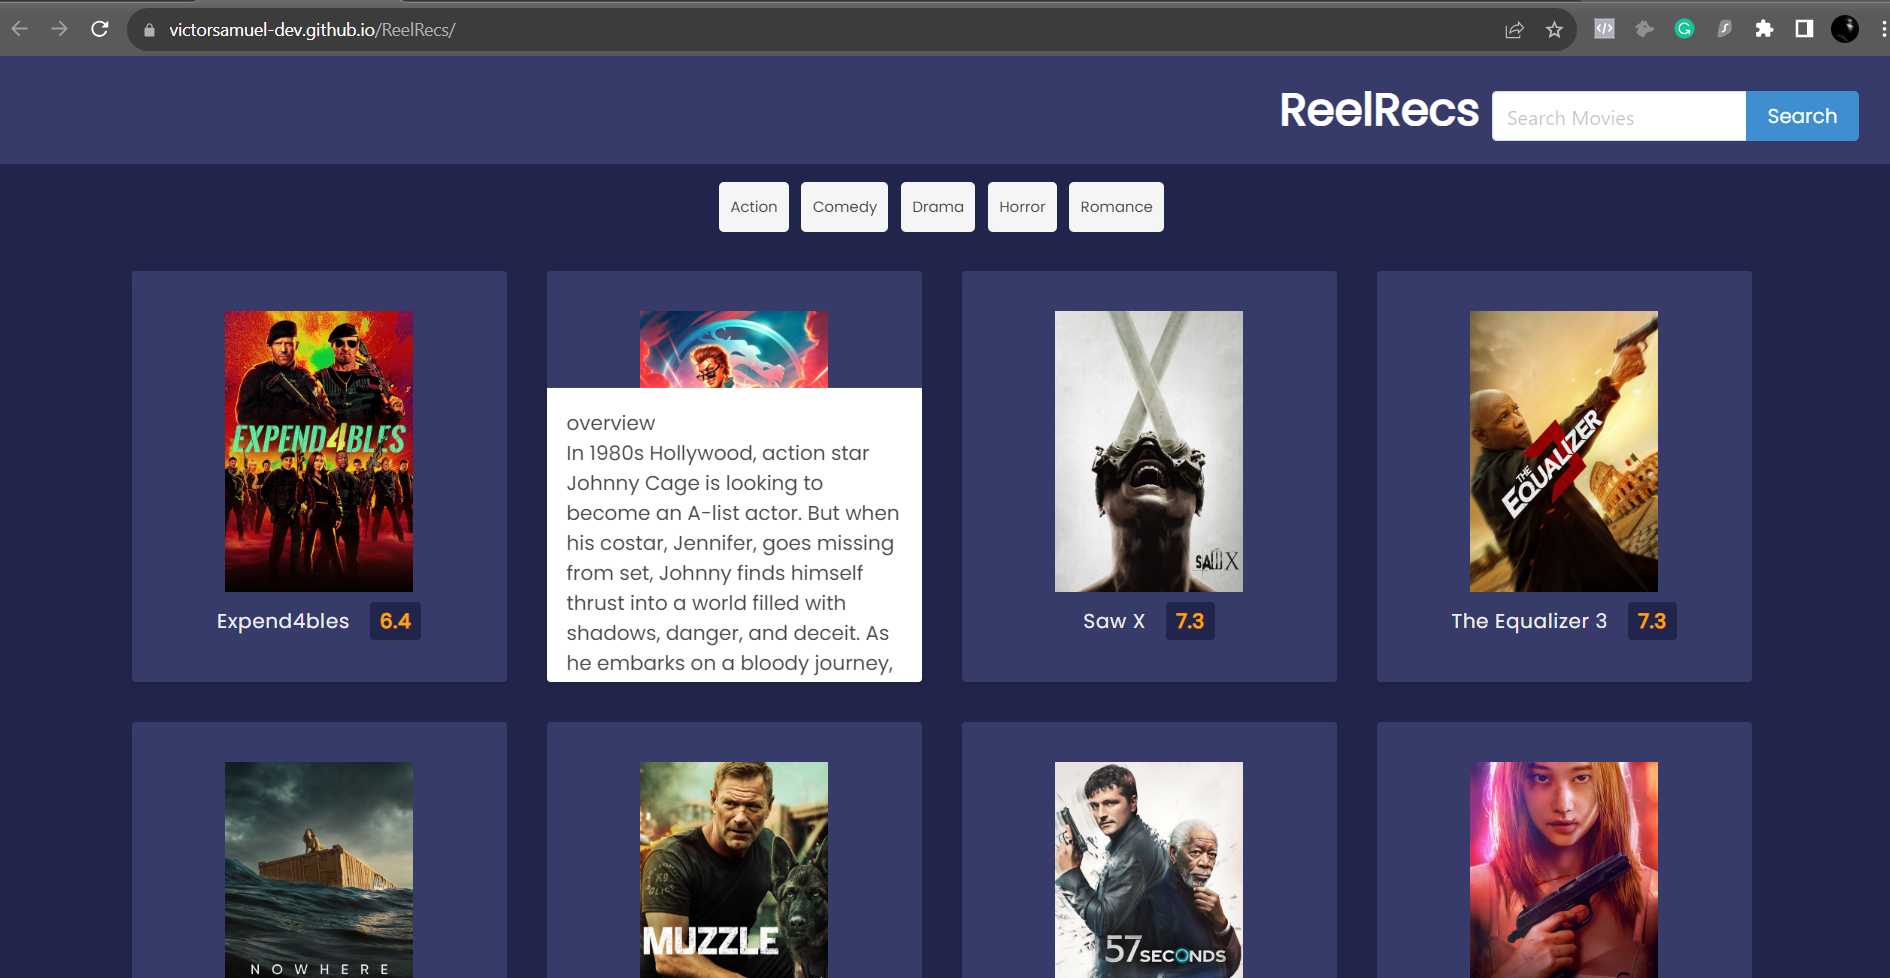 victorsamuel-dev.github.io/ReelRecs/
ReelRecs
Search Movies
Search
Action
Comedy
Drama
Horror
Romance
EXPEND4BLES
Expend4bles 6.4
overview
In 1980s Hollywood, action star
Johnny Cage is looking to
become an A-list actor. But when
his costar, Jennifer, goes missing
from set, Johnny finds himself
thrust into a world filled with
shadows, danger, and deceit. As
he embarks on a bloody journey,
SAW X
Saw X 7.3
THE
EQUALIZER
3
The Equalizer 3 7.3
NOWHERE
K9
POLICE
MUZZLE
57 SECONDS